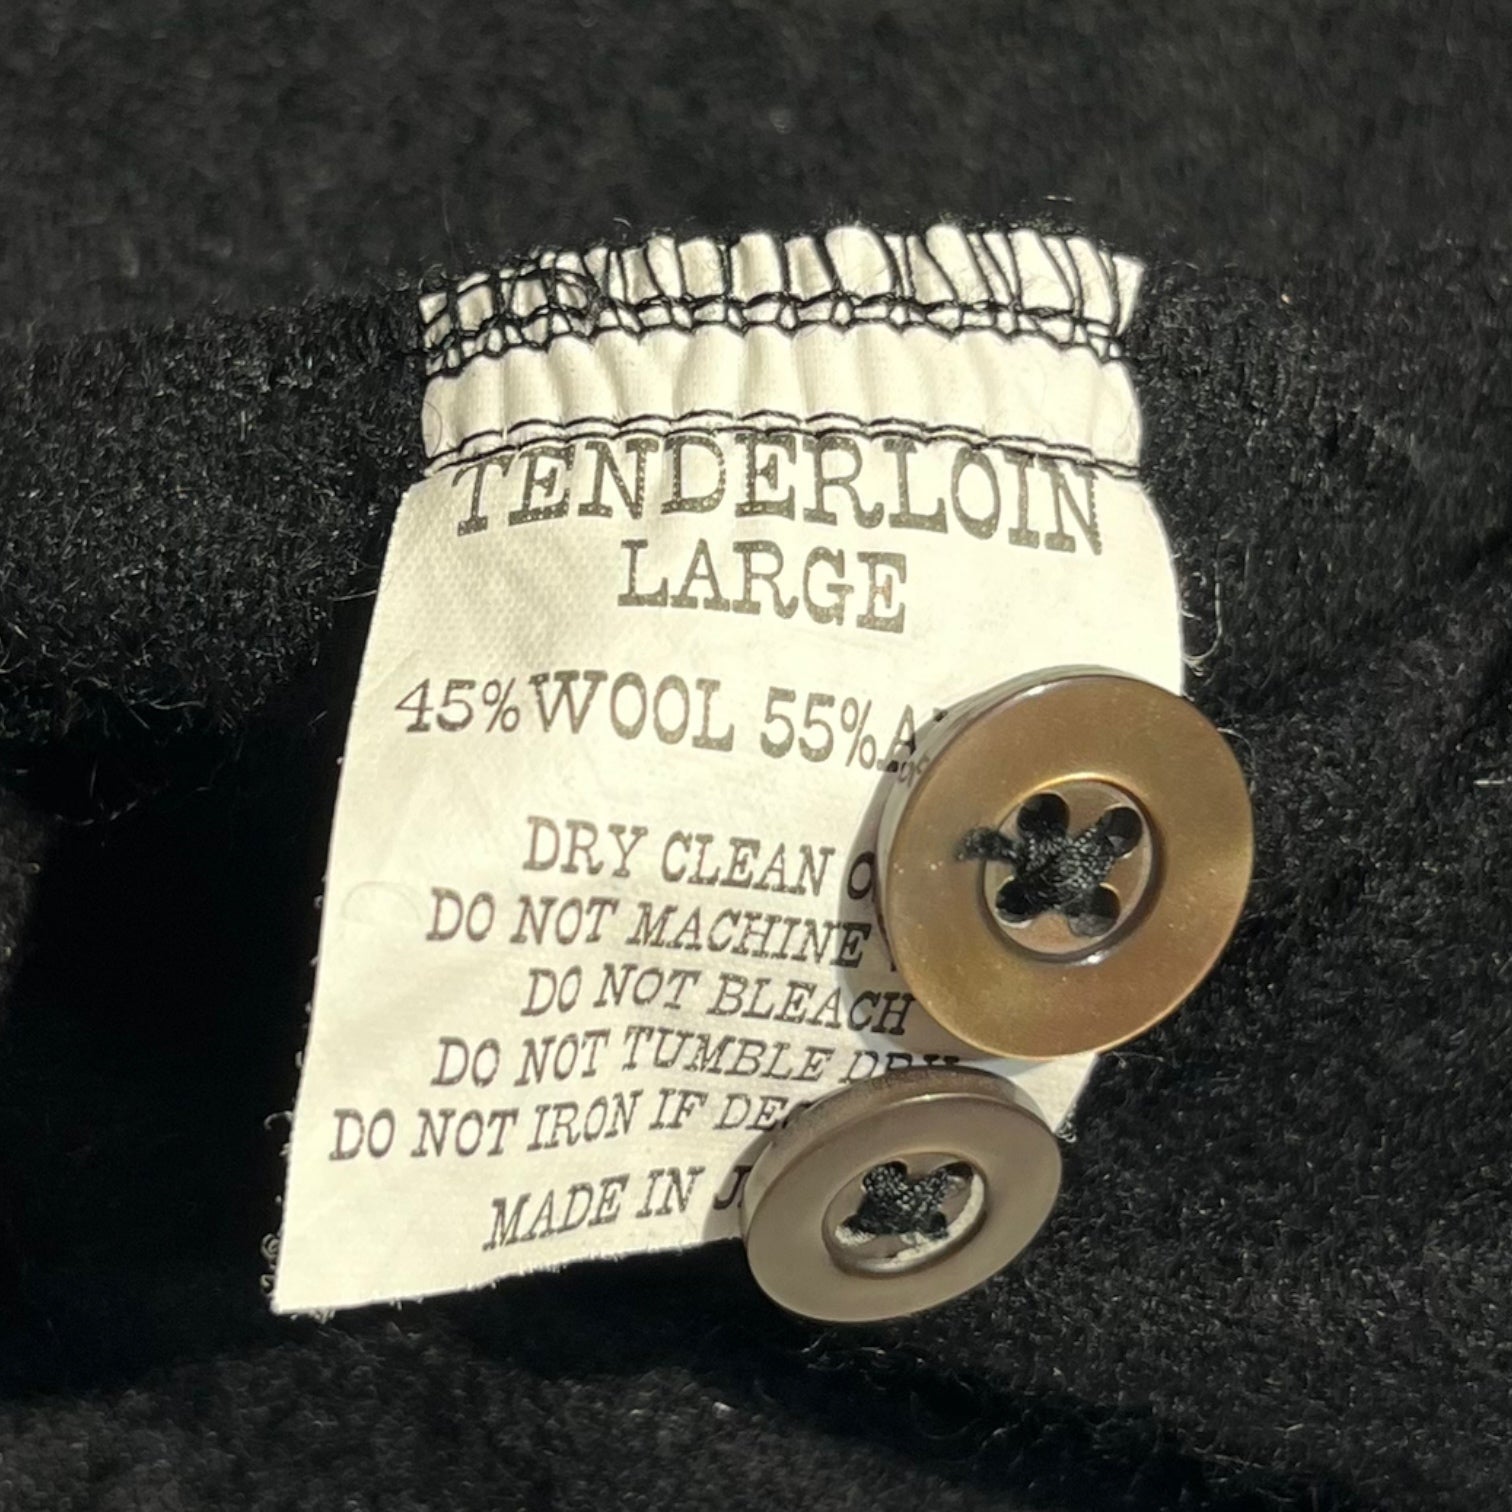 TENDERLOIN
LARGE
45% WOOL 55%
DRY CLEAN
DO NOT MACHINE
DO NOT BLEACH
DO NOT TUMBLE DRY
DO NOT IRON IF
MADE IN